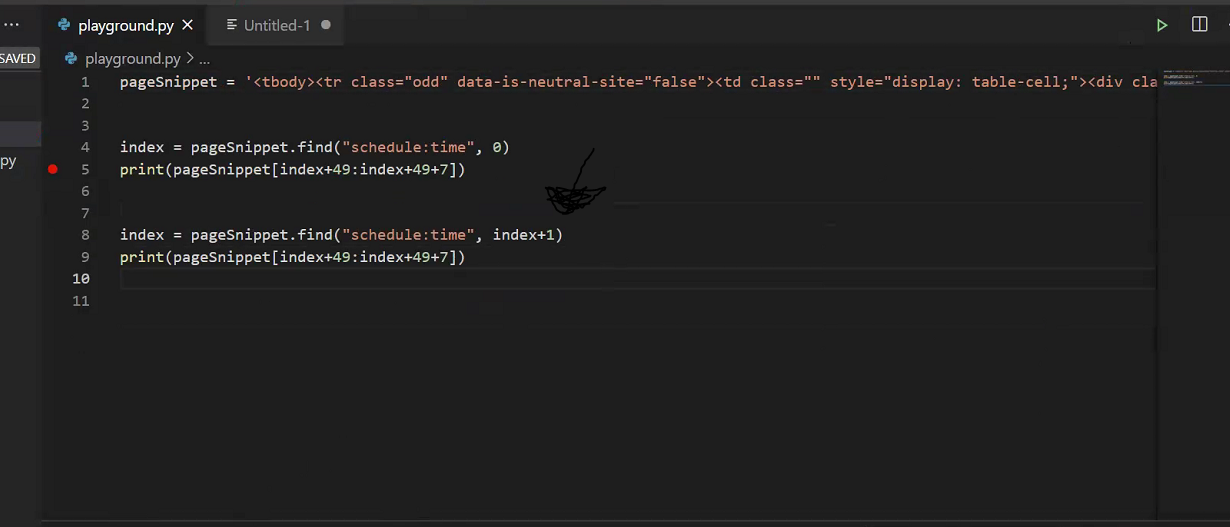 ... playground.py Untitled-1
SAVED playground.py > ...
1 pageSnippet = '<tbody><tr class="odd" data-is-neutral-site="false"><td class="" style="display: table-cell;"><div cla
2
3
4 index = pageSnippet.find("schedule:time", 0)
py 5 print(pageSnippet[index+49:index+49+7])
6
7
8 index = pageSnippet.find("schedule:time", index+1)
9 print(pageSnippet[index+49:index+49+7])
10
11